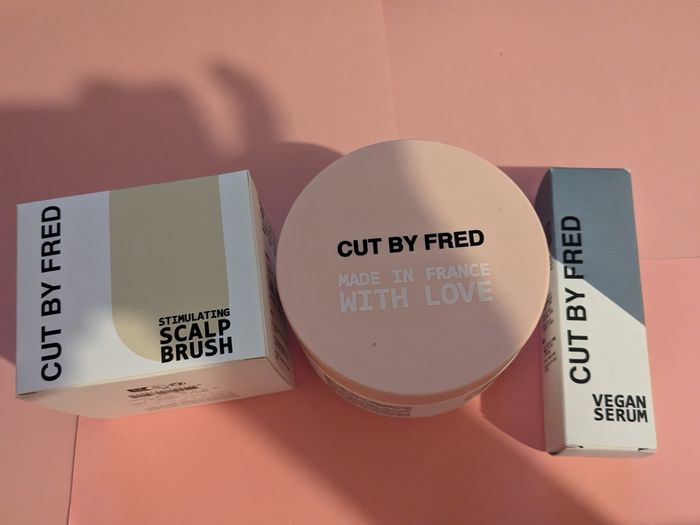 CUT BY FRED
STIMULATING
SCALP
BRUSH
CUT BY FRED
MADE IN FRANCE
WITH LOVE
CUT BY FRED
VEGAN
SERUM